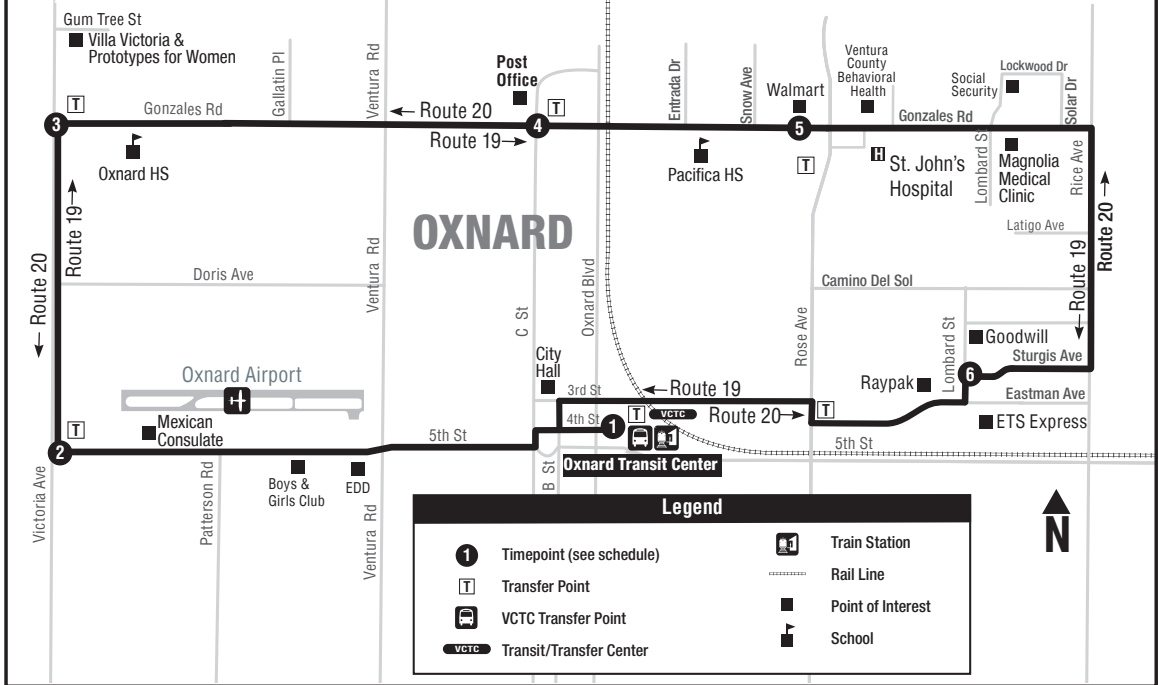 Gum Tree St
Villa Victoria &
Prototypes for Women
T
3
Gonzales Rd
Oxnard HS
Gallatin Pl
Ventura Rd
← Route 20
Route 19→
Post
Office
T
4
Entrada Dr
Snow Ave
Pacifica HS
Walmart
5
T
Ventura
County
Behavioral
Health
Gonzales Rd
Social
Security
Lockwood Dr
Solar Dr
H
St. John's
Hospital
Lombard St
Magnolia
Medical
Clinic
Rice Ave
Latigo Ave
Route 20 →
← Route 19
← Route 20
Route 19→
OXNARD
Doris Ave
Ventura Rd
C St
Oxnard Blvd
Rose Ave
Camino Del Sol
Lombard St
Goodwill
Sturgis Ave
6
Raypak
Eastman Ave
ETS Express
Oxnard Airport
Mexican
Consulate
City
Hall
3rd St
←Route 19
4th St
1
T
VCTC
Route 20→
T
T
2
5th St
5th St
B St
Oxnard Transit Center
Victoria Ave
Patterson Rd
Boys &
Girls Club
EDD
Ventura Rd
N
Legend
1
Timepoint (see schedule)
T
Transfer Point
VCTC Transfer Point
VCTC
Transit/Transfer Center
Train Station
Rail Line
Point of Interest
School